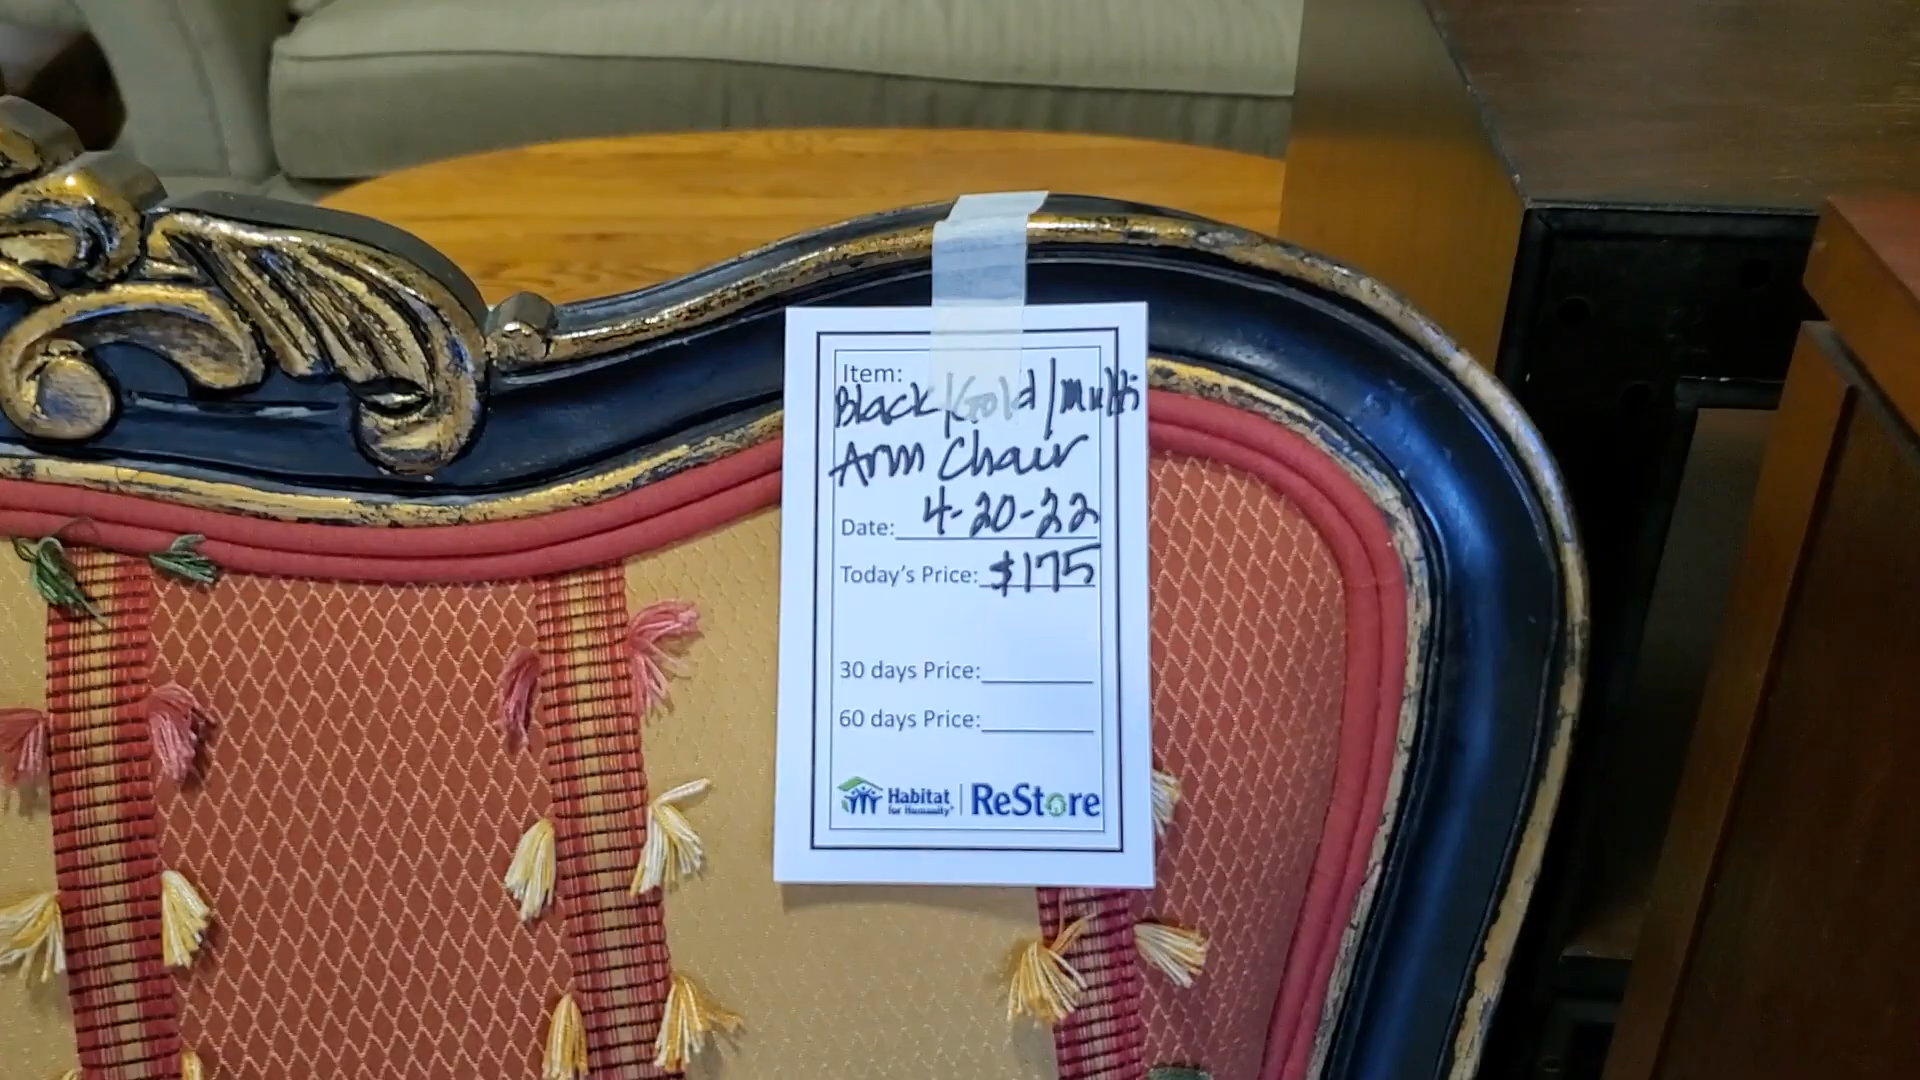 Item:
Black/Gold/Multi
Arm Chair
Date: 4-20-22
Today's Price: $175
30 days Price:
60 days Price:
Habitat for Humanity® | ReStore